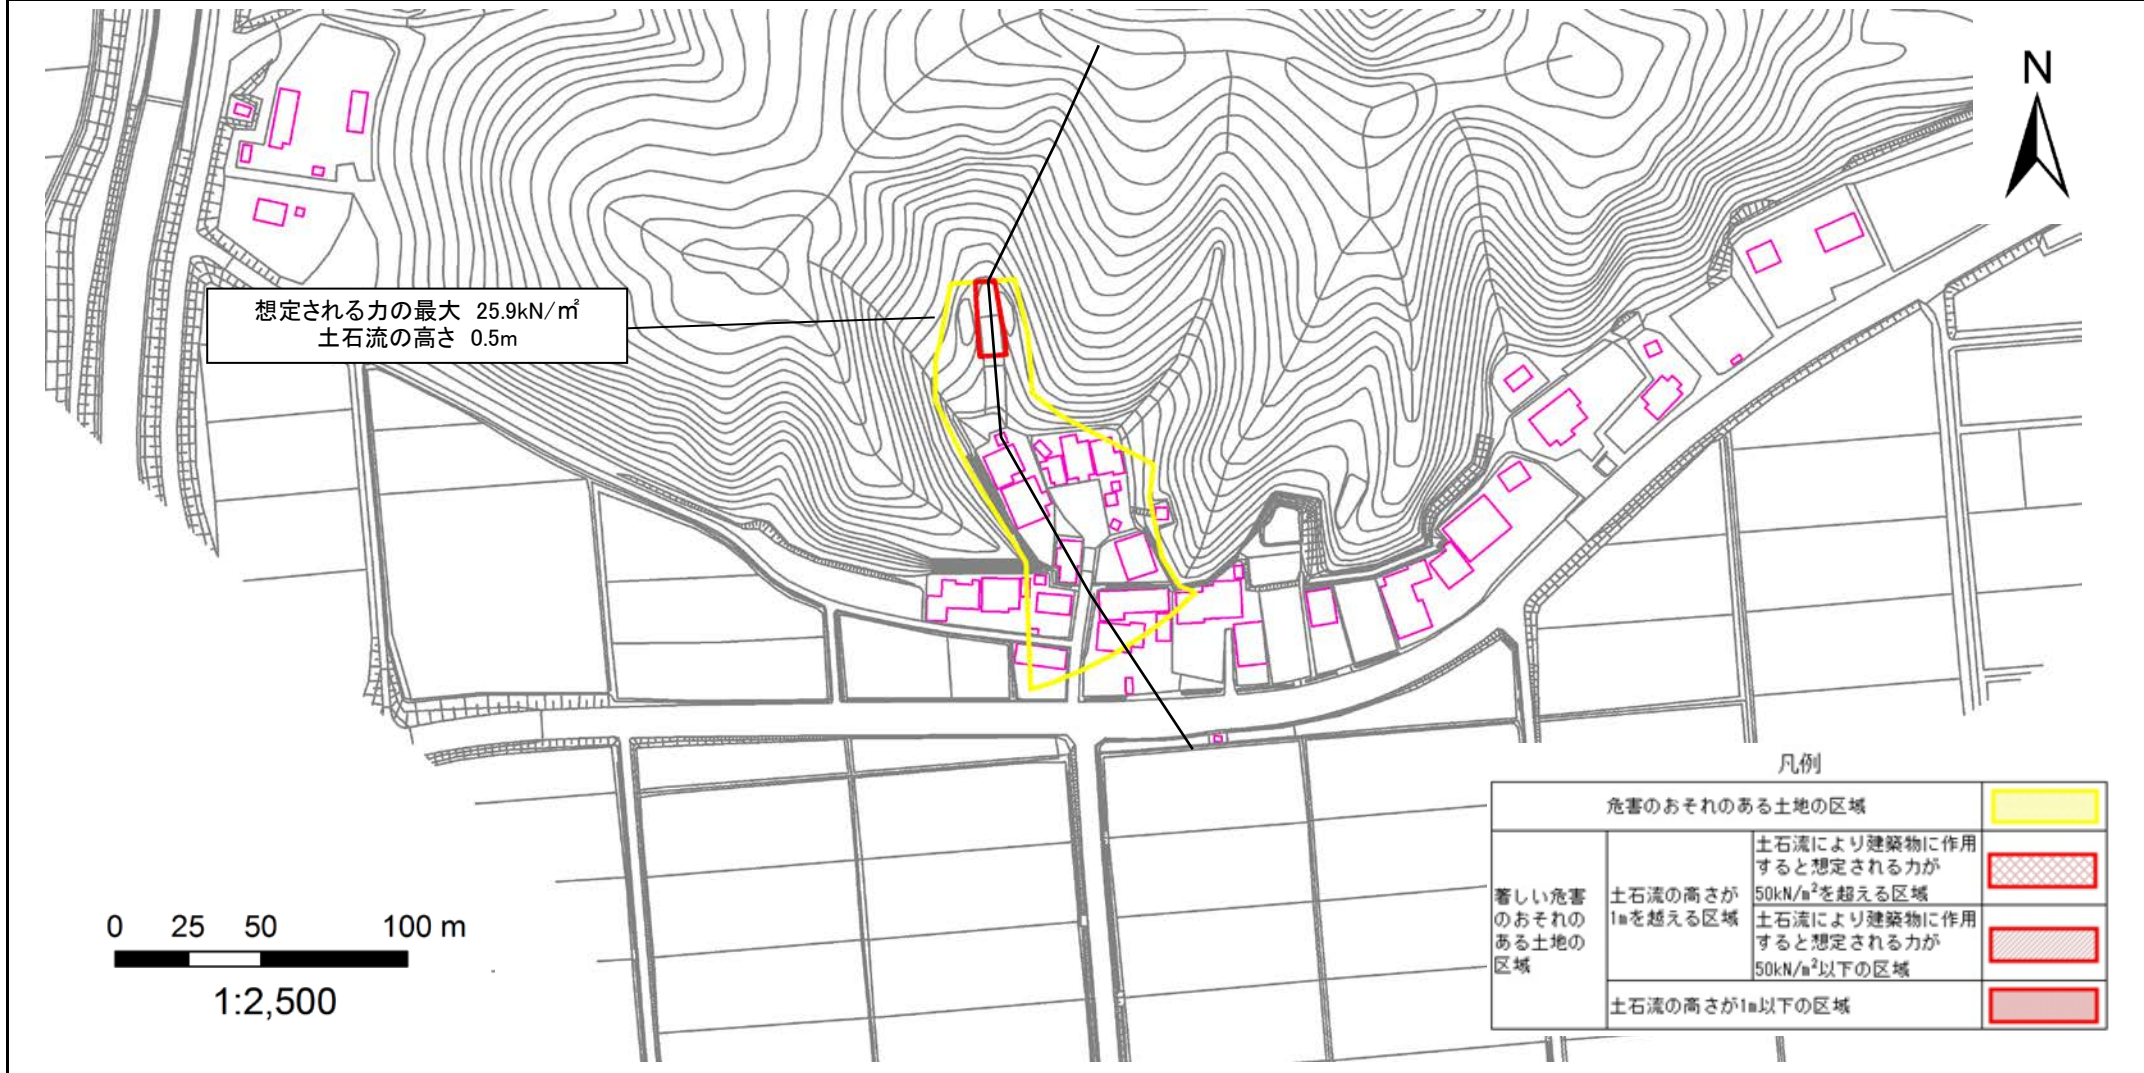 N
想定される力の最大 25.9kN/㎡
土石流の高さ 0.5m
凡例
危害のおそれのある土地の区域
著しい危害
のおそれの
ある土地の
区域
土石流の高さが
1mを越える区域
土石流により建築物に作用
すると想定される力が
50kN/m²を超える区域
土石流により建築物に作用
すると想定される力が
50kN/m²以下の区域
土石流の高さが1m以下の区域
0 25 50 100 m
1:2,500